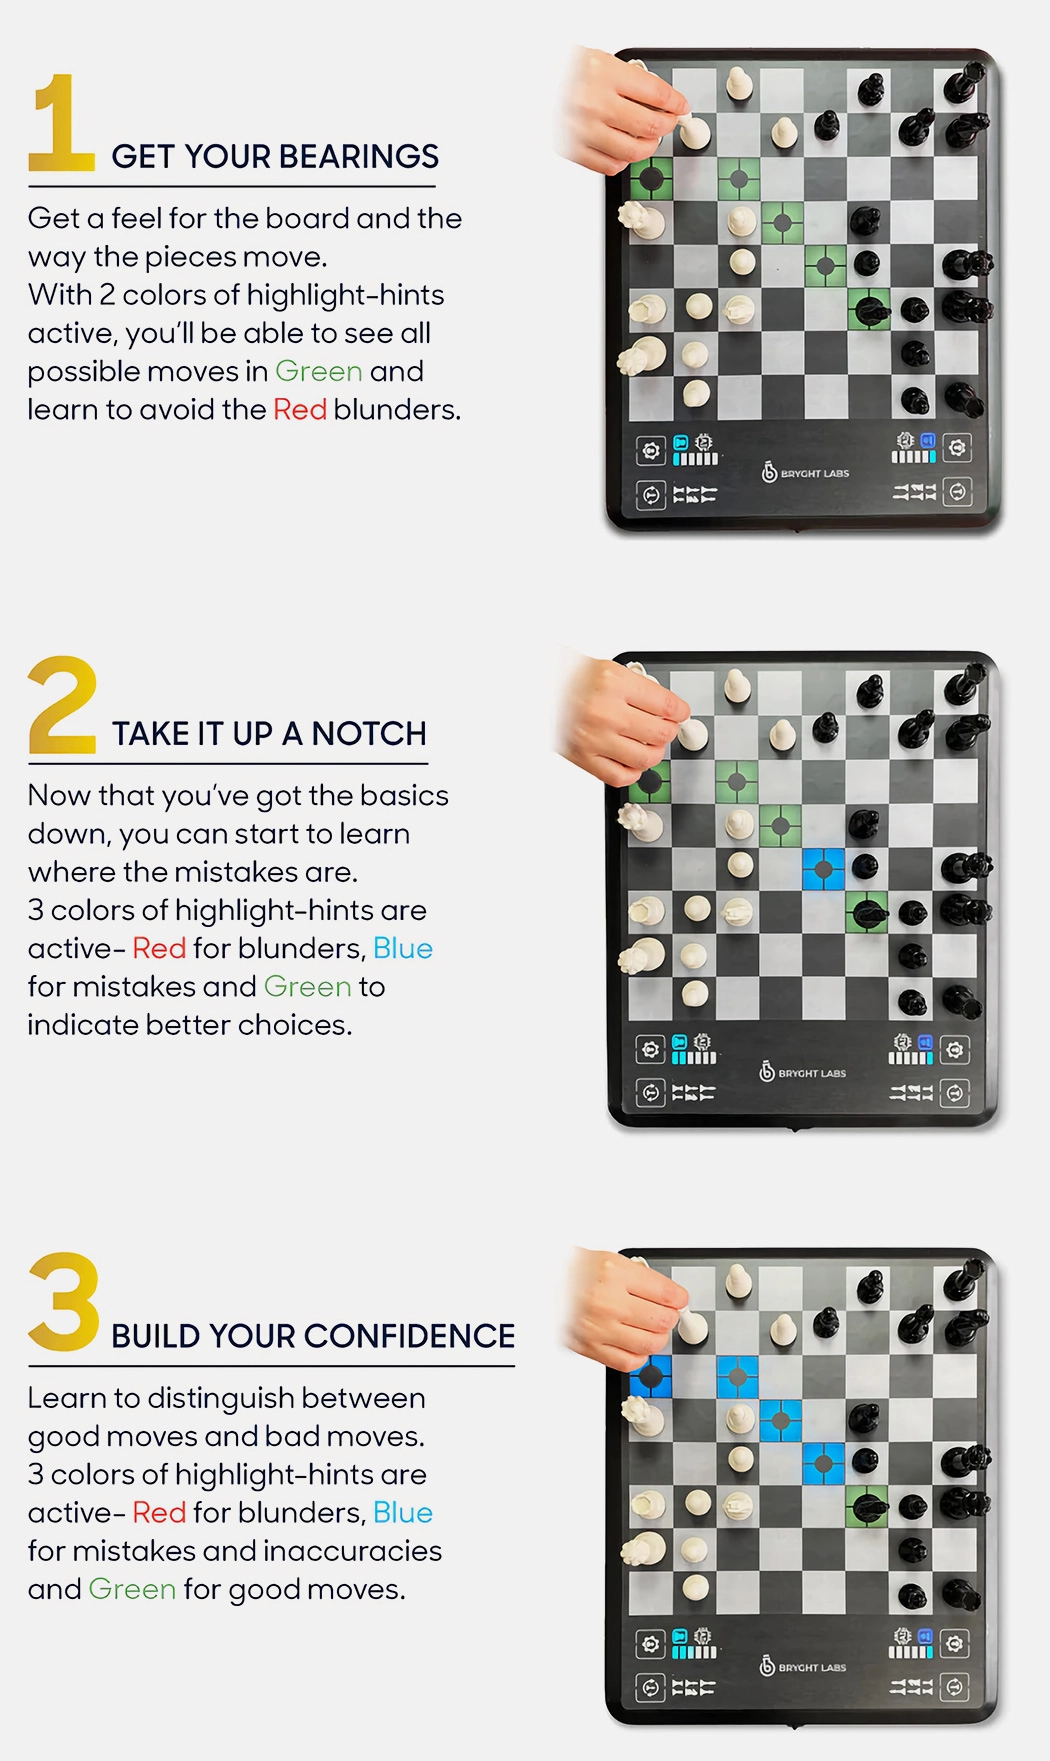 1 GET YOUR BEARINGS
Get a feel for the board and the
way the pieces move.
With 2 colors of highlight-hints
active, you'll be able to see all
possible moves in Green and
learn to avoid the Red blunders.
BRYGHT LABS
2 TAKE IT UP A NOTCH
Now that you've got the basics
down, you can start to learn
where the mistakes are.
3 colors of highlight-hints are
active- Red for blunders, Blue
for mistakes and Green to
indicate better choices.
BRYGHT LABS
3 BUILD YOUR CONFIDENCE
Learn to distinguish between
good moves and bad moves.
3 colors of highlight-hints are
active- Red for blunders, Blue
for mistakes and inaccuracies
and Green for good moves.
BRYGHT LABS